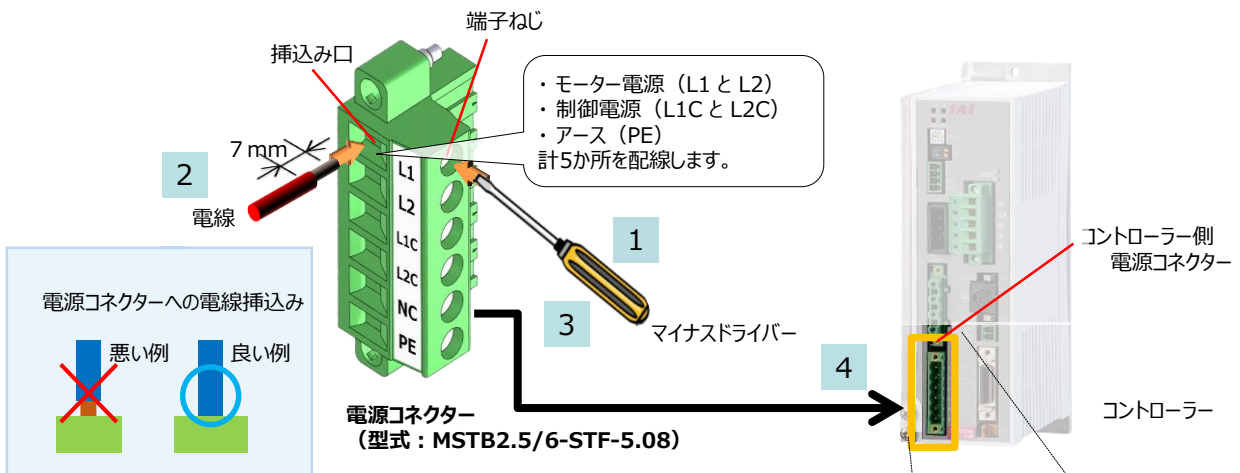 端子ねじ
挿込み口
・モーター電源（L1 と L2）
・制御電源（L1C と L2C）
・アース（PE）
計5か所を配線します。
7 mm
2
電線
L1
L2
L1C
L2C
NC
PE
1
3
マイナスドライバー
IAI
コントローラー側
電源コネクター
電源コネクターへの電線挿込み
悪い例
良い例
4
電源コネクター
（型式：MSTB2.5/6-STF-5.08）
コントローラー